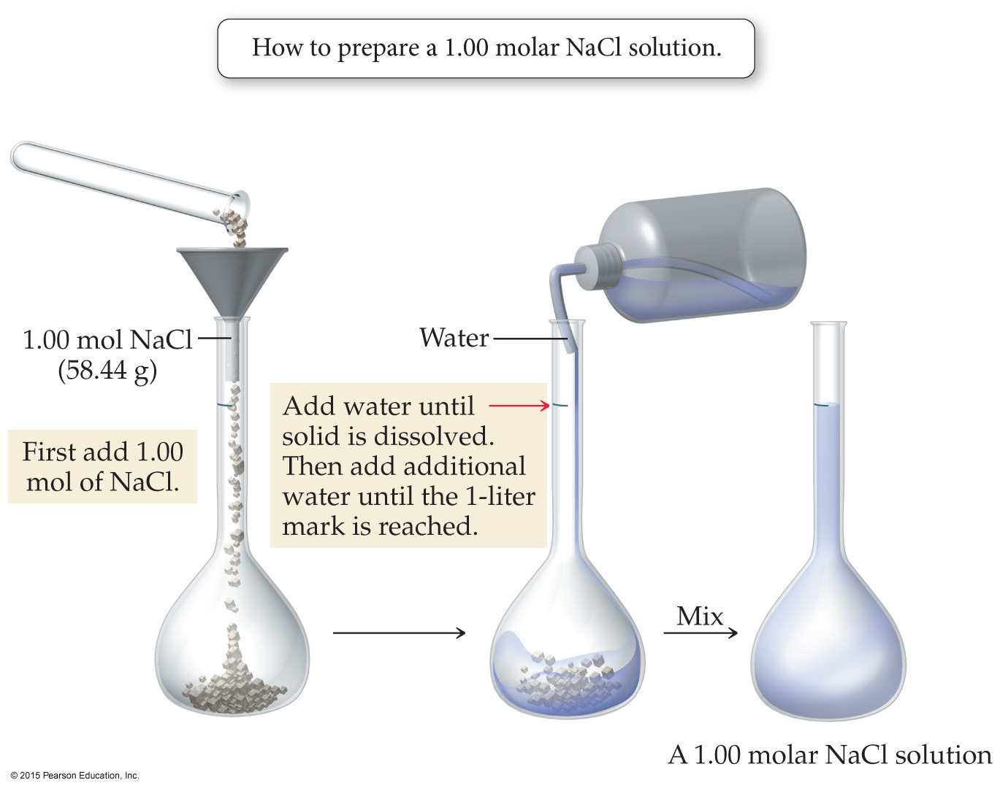 How to prepare a 1.00 molar NaCl solution.
1.00 mol NaCl
(58.44 g)
First add 1.00
mol of NaCl.
Water
Add water until
solid is dissolved.
Then add additional
water until the 1-liter
mark is reached.
Mix
A 1.00 molar NaCl solution
© 2015 Pearson Education, Inc.